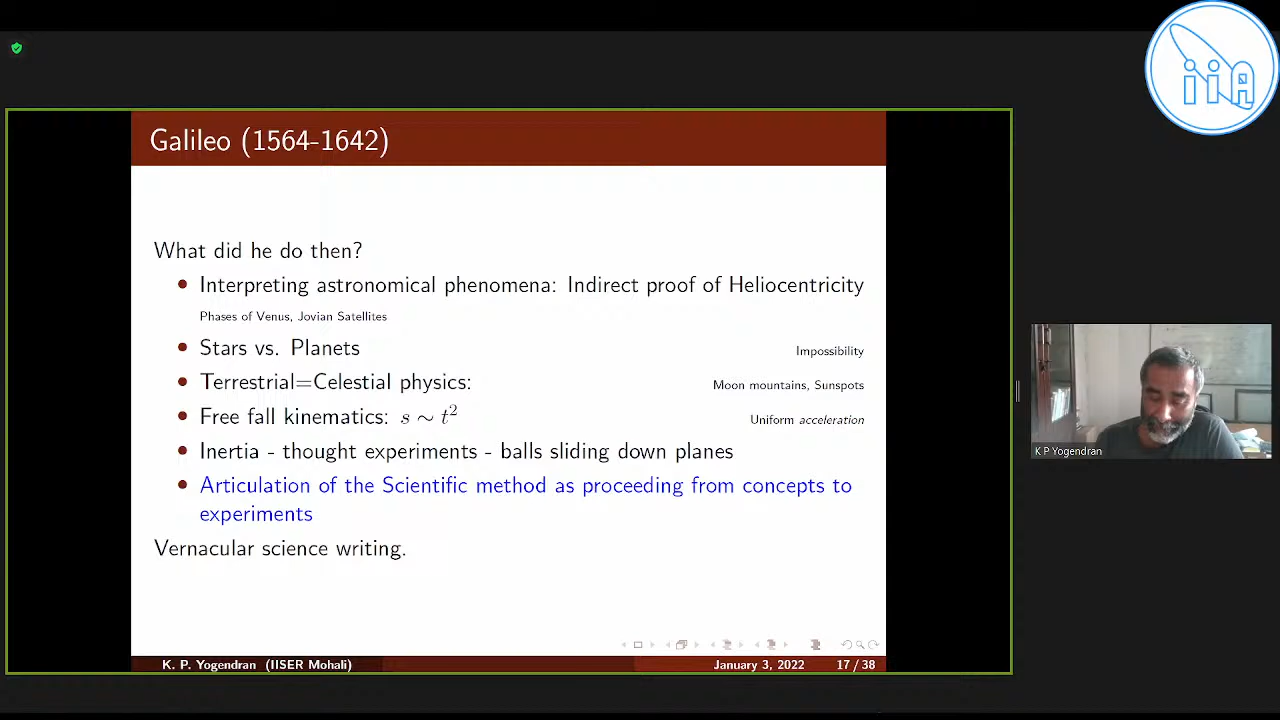 iiA
Galileo (1564-1642)
What did he do then?
• Interpreting astronomical phenomena: Indirect proof of Heliocentricity
Phases of Venus, Jovian Satellites
• Stars vs. Planets Impossibility
• Terrestrial=Celestial physics: Moon mountains, Sunspots
• Free fall kinematics: s ∼ t² Uniform acceleration
• Inertia - thought experiments - balls sliding down planes
• Articulation of the Scientific method as proceeding from concepts to
experiments
Vernacular science writing.
K P Yogendran
K. P. Yogendran (IISER Mohali) January 3, 2022 17 / 38